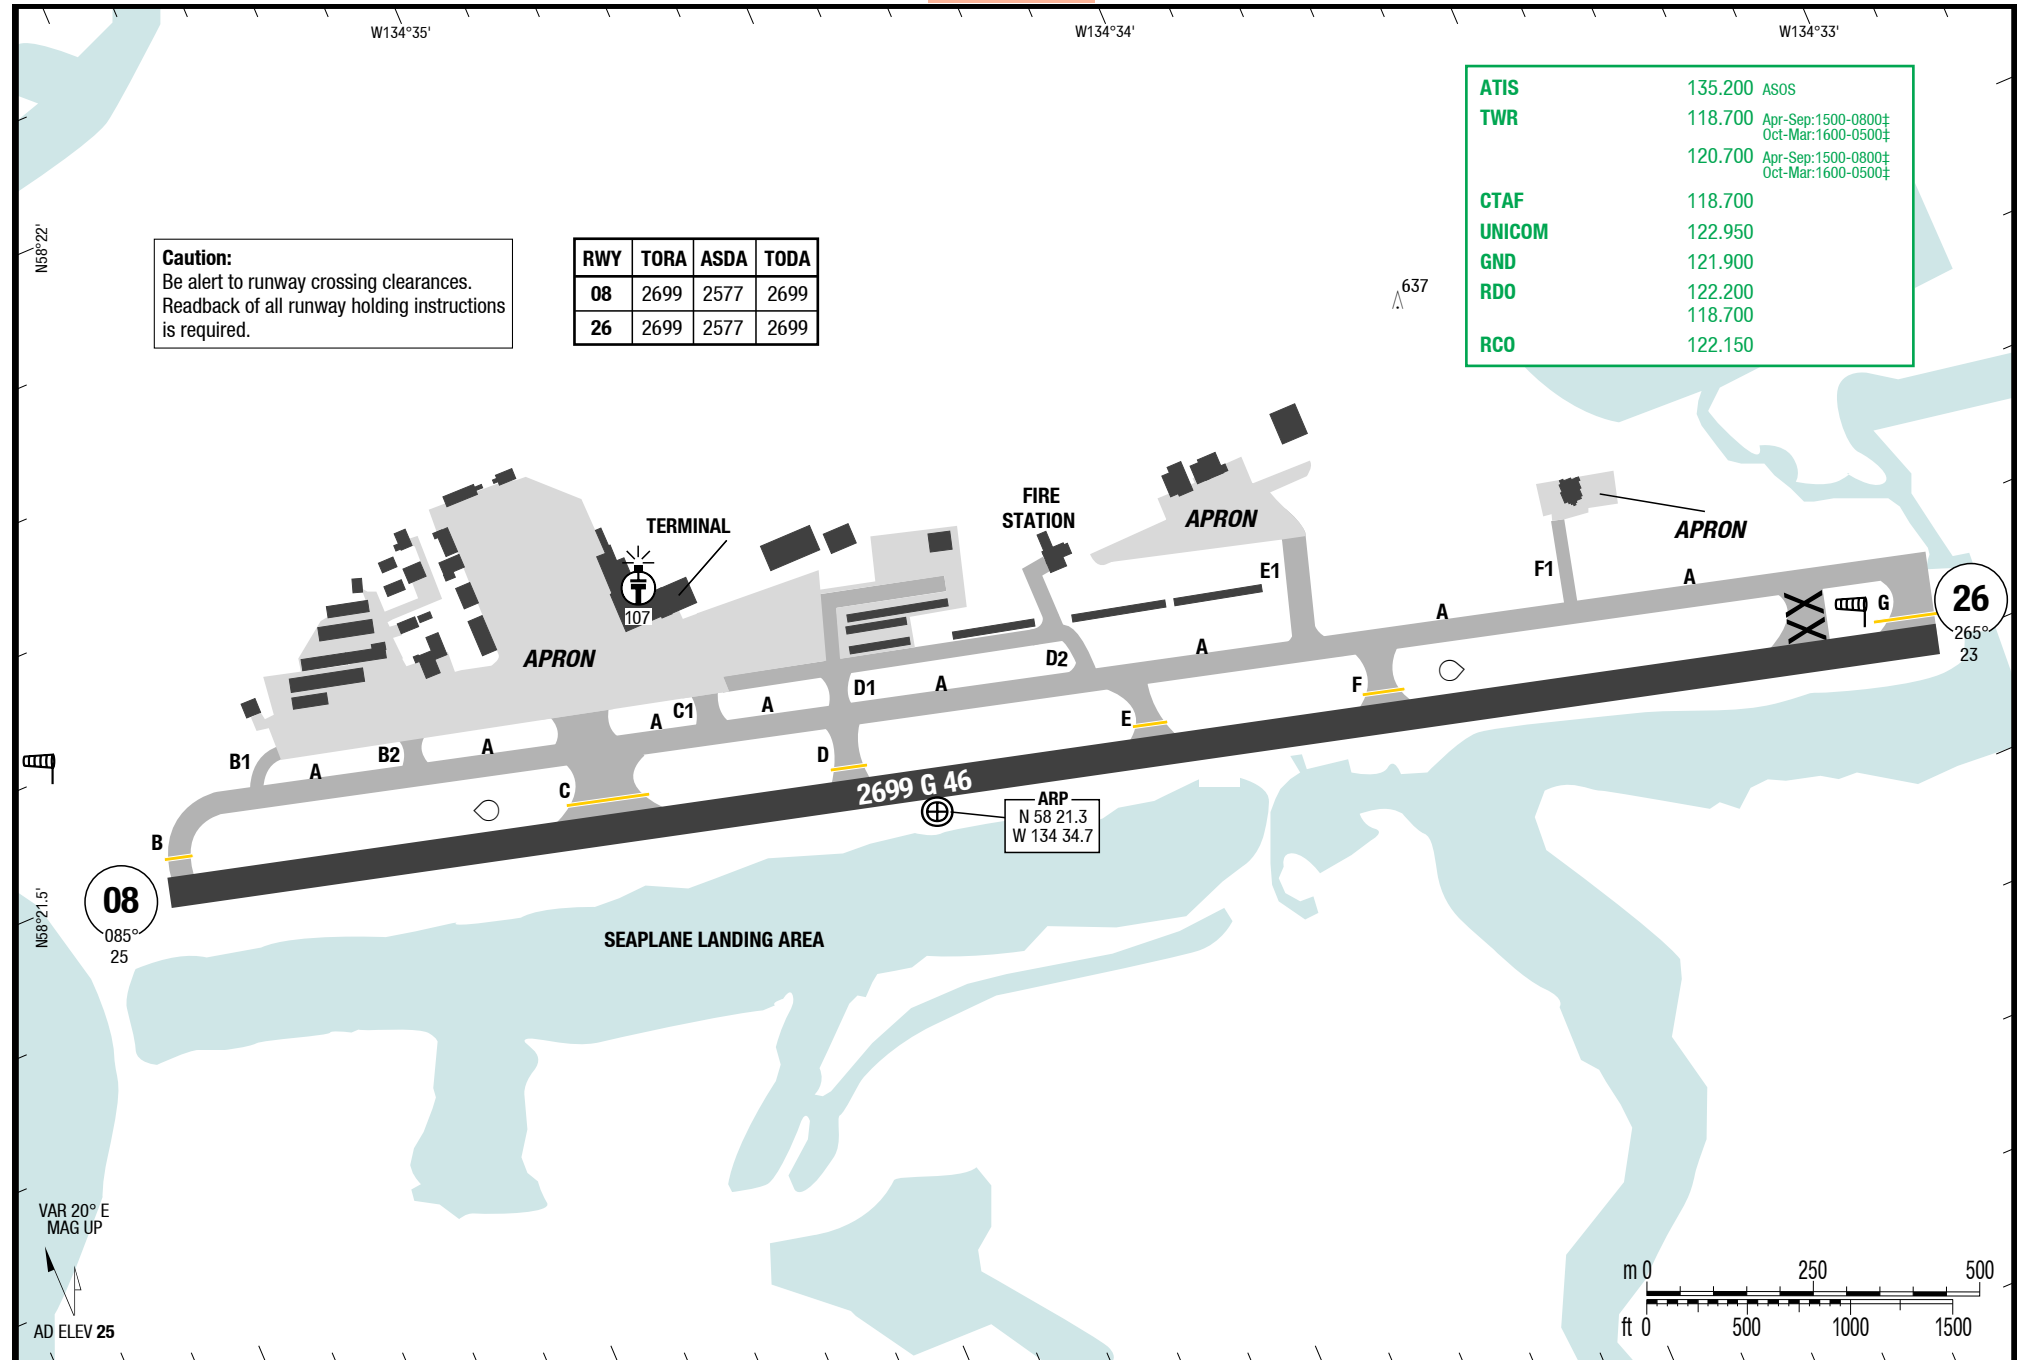 W134°35'
W134°34'
W134°33'
ATIS 135.200 ASOS
TWR 118.700 Apr-Sep:1500-0800‡
Oct-Mar:1600-0500‡
120.700 Apr-Sep:1500-0800‡
Oct-Mar:1600-0500‡
CTAF 118.700
UNICOM 122.950
GND 121.900
RDO 122.200
118.700
RCO 122.150
N58°22'
Caution:
Be alert to runway crossing clearances.
Readback of all runway holding instructions
is required.
RWY TORA ASDA TODA
08 2699 2577 2699
26 2699 2577 2699
637
FIRE
STATION
TERMINAL
APRON
APRON
107
E1
F1
A
A
G
26
265°
23
APRON
D2
A
D1
A
F
C1
A
A
E
B1
B2
A
A
D
C
2699 G 46
ARP
N 58 21.3
W 134 34.7
B
08
085°
25
N58°21.5'
SEAPLANE LANDING AREA
VAR 20° E
MAG UP
AD ELEV 25
m 0 250 500
ft 0 500 1000 1500